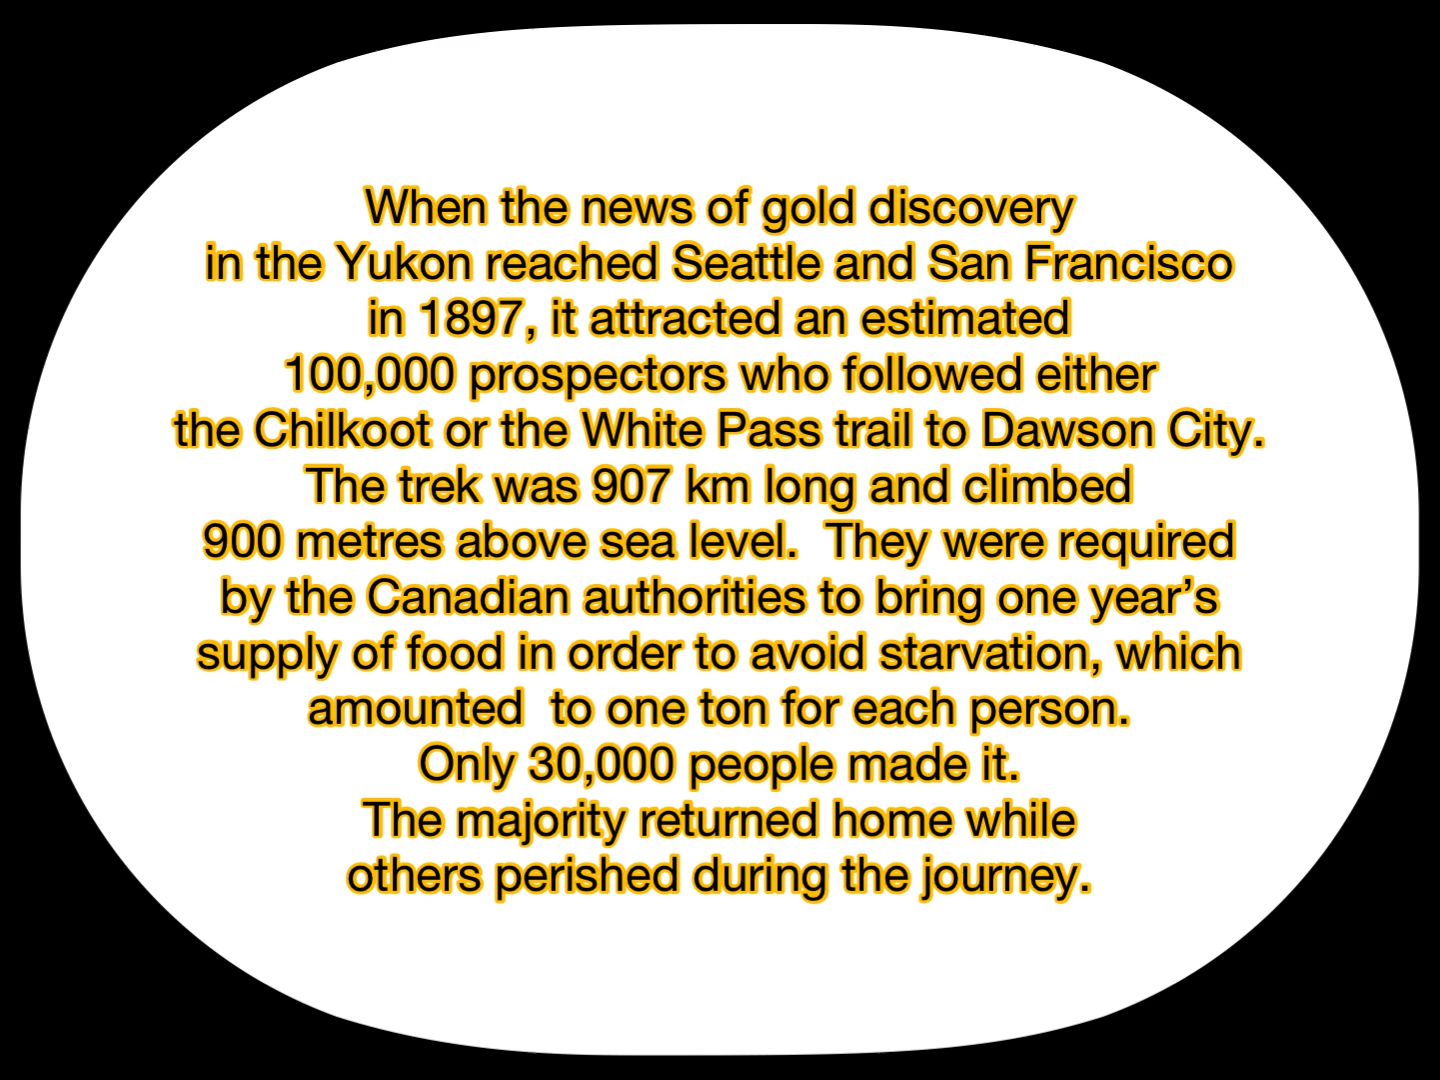 When the news of gold discovery
in the Yukon reached Seattle and San Francisco
in 1897, it attracted an estimated
100,000 prospectors who followed either
the Chilkoot or the White Pass trail to Dawson City.
The trek was 907 km long and climbed
900 metres above sea level.  They were required
by the Canadian authorities to bring one year’s
supply of food in order to avoid starvation, which
amounted  to one ton for each person.
Only 30,000 people made it.
The majority returned home while
others perished during the journey.